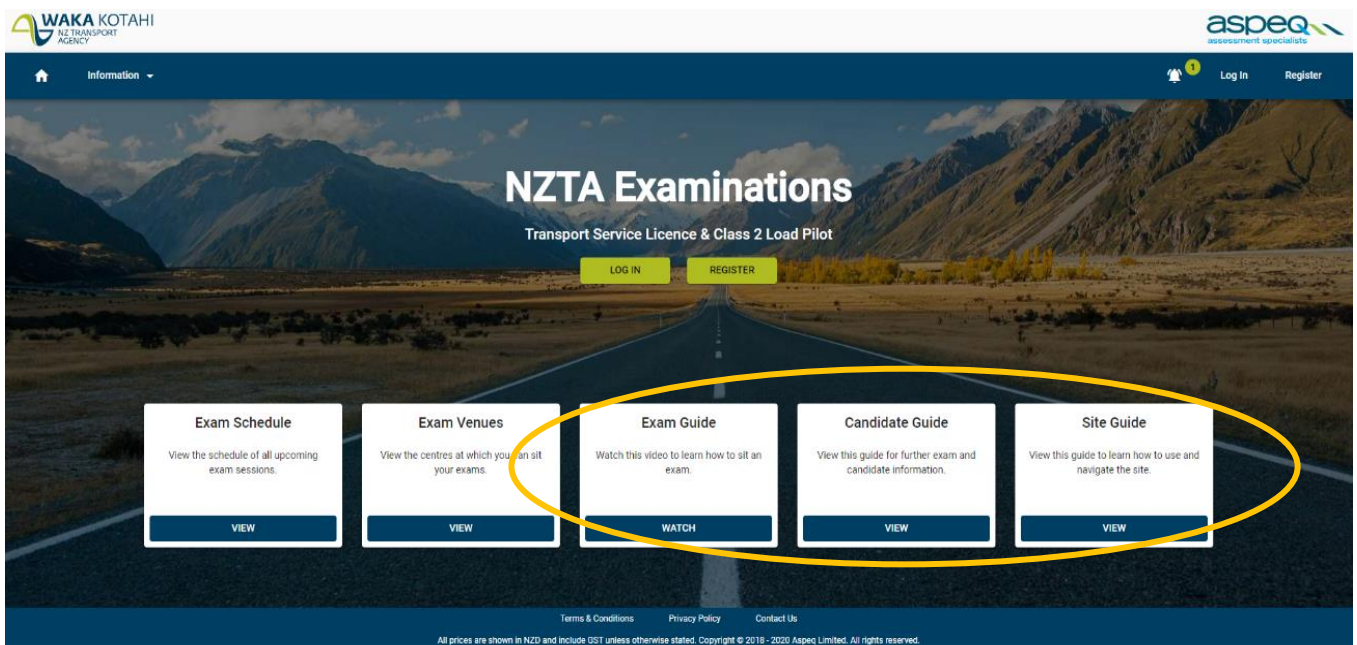 WAKA KOTAHI
NZ TRANSPORT
AGENCY
aspeq
assessment specialists
Information
1
Log In
Register
NZTA Examinations
Transport Service Licence & Class 2 Load Pilot
LOG IN
REGISTER
Exam Schedule
View the schedule of all upcoming
exam sessions.
VIEW
Exam Venues
View the centres at which you can sit
your exams.
VIEW
Exam Guide
Watch this video to learn how to sit an
exam.
WATCH
Candidate Guide
View this guide for further exam and
candidate information.
VIEW
Site Guide
View this guide to learn how to use and
navigate the site.
VIEW
Terms & Conditions
Privacy Policy
Contact Us
All prices are shown in NZD and include GST unless otherwise stated. Copyright © 2018 - 2020 Aspeq Limited. All rights reserved.